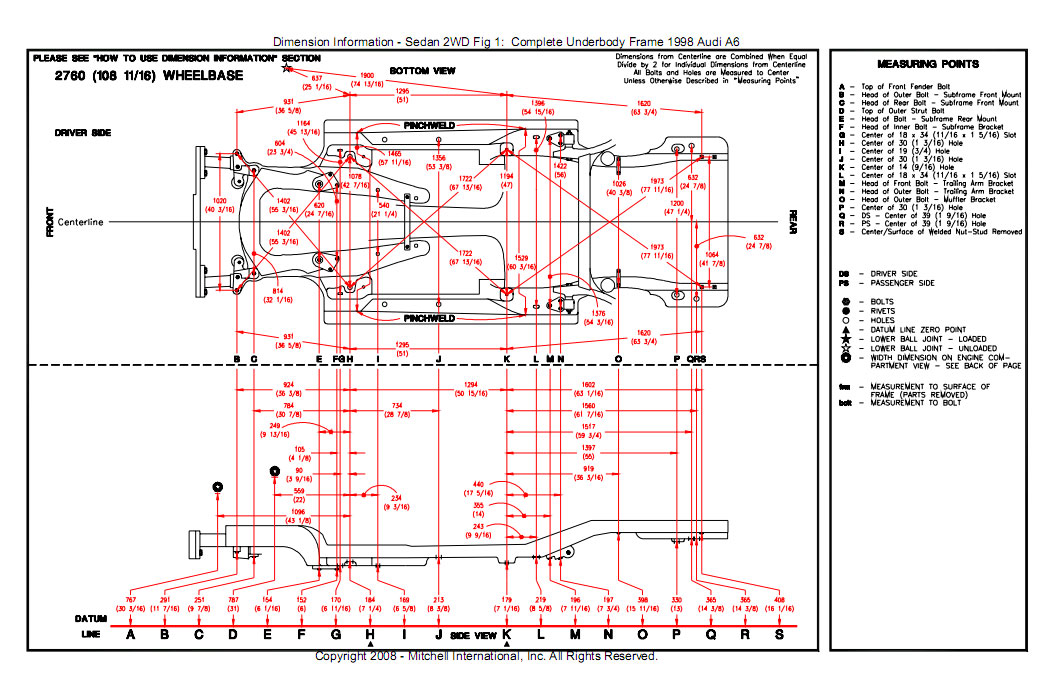 Dimension Information - Sedan 2WD Fig 1:  Complete Underbody Frame 1998 Audi A6
PLEASE SEE "HOW TO USE DIMENSION INFORMATION" SECTION
2760 (108 11/16) WHEELBASE
BOTTOM VIEW
Dimensions from Centerline are Combined When Equal
Divide by 2 for Individual Dimensions from Centerline
All Bolts and Holes are Measured to Center
Unless Otherwise Described in "Measuring Points"
637
(25 1/16)
1900
(74 13/16)
1295
(51)
931
(36 5/8)
1396
(54 15/16)
1620
(63 3/4)
DRIVER SIDE
1164
(45 13/16)
PINCHWELD
604
(23 3/4)
1465
(57 11/16)
1356
(53 3/8)
1422
(56)
1078
(42 7/16)
1722
(67 13/16)
1194
(47)
1026
(40 3/8)
1973
(77 11/16)
632
(24 7/8)
1020
(40 3/16)
1402
(55 3/16)
620
(24 7/16)
540
(21 1/4)
1200
(47 1/4)
FRONT
Centerline
REAR
1402
(55 3/16)
1722
(67 13/16)
1529
(60 3/16)
1973
(77 11/16)
1064
(41 7/8)
632
(24 7/8)
814
(32 1/16)
1376
(54 3/16)
PINCHWELD
931
(36 5/8)
1295
(51)
1620
(63 3/4)
B C E F G H I J K L M N O P Q R S
924
(36 3/8)
1294
(50 15/16)
1602
(63 1/16)
784
(30 7/8)
734
(28 7/8)
1560
(61 7/16)
249
(9 13/16)
1517
(59 3/4)
105
(4 1/8)
1397
(55)
90
(3 9/16)
919
(36 3/16)
559
(22)
234
(9 3/16)
440
(17 5/16)
1096
(43 1/8)
355
(14)
243
(9 9/16)
767 291 251 787 154 152 170 184 169 213 179 219 196 197 398 330 365 365 408
(30 3/16) (11 7/16) (9 7/8) (31) (6 1/16) (6) (6 11/16) (7 1/4) (6 5/8) (8 3/8) (7 1/16) (8 5/8) (7 11/16) (7 3/4) (15 11/16) (13) (14 3/8) (14 3/8) (16 1/16)
DATUM
LINE A B C D E F G H I J SIDE VIEW K L M N O P Q R S
MEASURING POINTS
A - Top of Front Fender Bolt
B - Head of Outer Bolt - Subframe Front Mount
C - Head of Rear Bolt - Subframe Front Mount
D - Top of Outer Strut Bolt
E - Head of Bolt - Subframe Rear Mount
F - Head of Inner Bolt - Subframe Bracket
G - Center of 18 x 34 (11/16 x 1 5/16) Slot
H - Center of 30 (1 3/16) Hole
I - Center of 19 (3/4) Hole
J - Center of 30 (1 3/16) Hole
K - Center of 14 (9/16) Hole
L - Center of 18 x 34 (11/16 x 1 5/16) Slot
M - Head of Front Bolt - Trailing Arm Bracket
N - Head of Outer Bolt - Trailing Arm Bracket
O - Head of Outer Bolt - Muffler Bracket
P - Center of 30 (1 3/16) Hole
Q - DS - Center of 39 (1 9/16) Hole
R - PS - Center of 39 (1 9/16) Hole
S - Center/Surface of Welded Nut-Stud Removed
DS - DRIVER SIDE
PS - PASSENGER SIDE
- BOLTS
- RIVETS
- HOLES
- DATUM LINE ZERO POINT
- LOWER BALL JOINT - LOADED
- LOWER BALL JOINT - UNLOADED
- WIDTH DIMENSION ON ENGINE COM-
PARTMENT VIEW - SEE BACK OF PAGE
frm - MEASUREMENT TO SURFACE OF
FRAME (PARTS REMOVED)
bolt - MEASUREMENT TO BOLT
Copyright 2008 - Mitchell International, Inc. All Rights Reserved.